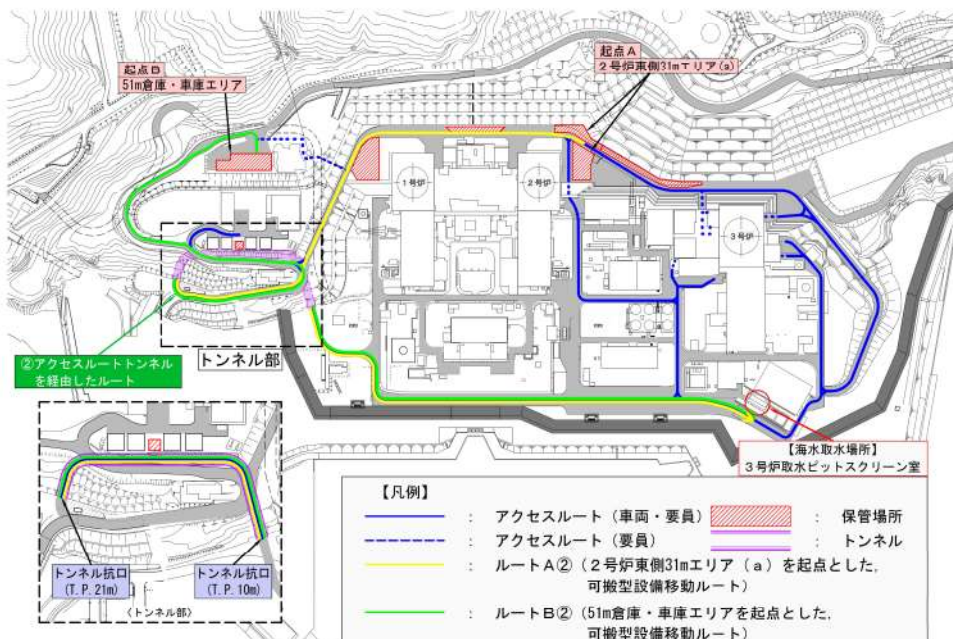 起点B
51m倉庫・車庫エリア
起点A
2号炉東側31mエリア(a)
1号炉
2号炉
3号炉
トンネル部
②アクセスルートトンネル
を経由したルート
【海水取水場所】
3号炉取水ピットスクリーン室
トンネル抗口
(T.P.21m)
トンネル抗口
(T.P.10m)
〈トンネル部〉
【凡例】
： アクセスルート（車両・要員）
： 保管場所
： アクセスルート（要員）
： トンネル
： ルートA②（2号炉東側31mエリア（a）を起点とした，
可搬型設備移動ルート）
： ルートB②（51m倉庫・車庫エリアを起点とした，
可搬型設備移動ルート）